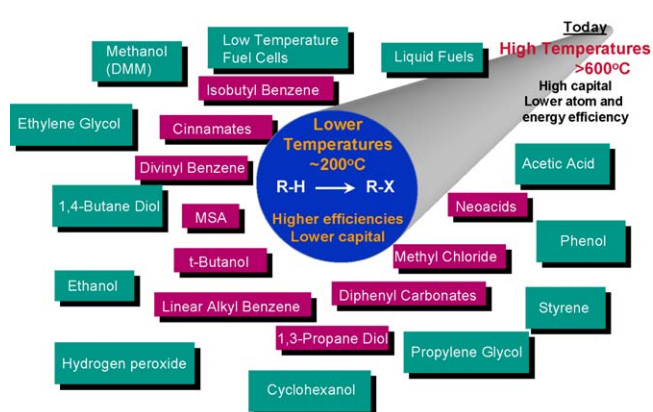 Today
High Temperatures
>600°C
High capital
Lower atom and
energy efficiency
Methanol
(DMM)
Low Temperature
Fuel Cells
Liquid Fuels
Isobutyl Benzene
Ethylene Glycol
Cinnamates
Lower
Temperatures
~200°C
R-H → R-X
Higher efficiencies
Lower capital
Divinyl Benzene
Acetic Acid
1,4-Butane Diol
MSA
Neoacids
Phenol
t-Butanol
Methyl Chloride
Ethanol
Linear Alkyl Benzene
Diphenyl Carbonates
Styrene
1,3-Propane Diol
Propylene Glycol
Hydrogen peroxide
Cyclohexanol